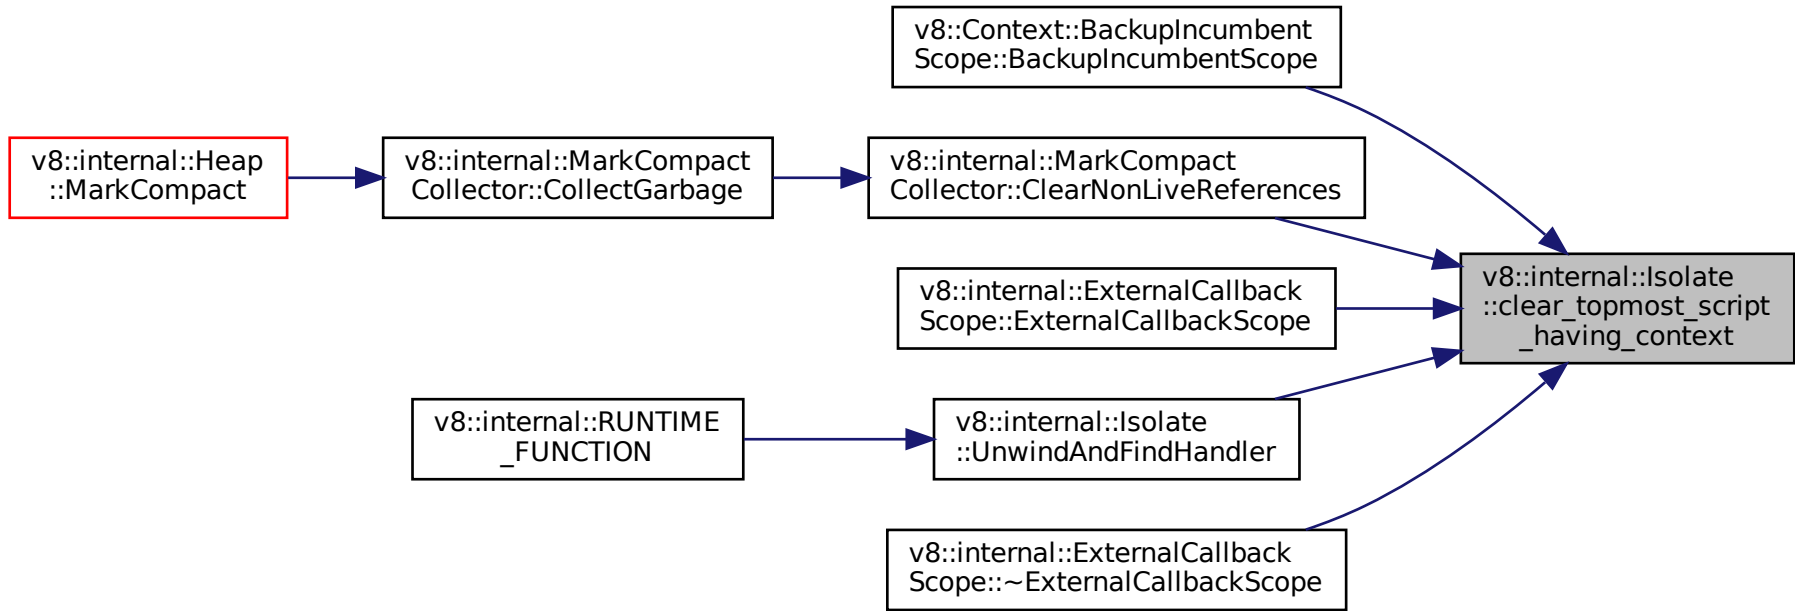 v8::Context::BackupIncumbent
Scope::BackupIncumbentScope
v8::internal::Heap
::MarkCompact
v8::internal::MarkCompact
Collector::CollectGarbage
v8::internal::MarkCompact
Collector::ClearNonLiveReferences
v8::internal::Isolate
::clear_topmost_script
_having_context
v8::internal::ExternalCallback
Scope::ExternalCallbackScope
v8::internal::RUNTIME
_FUNCTION
v8::internal::Isolate
::UnwindAndFindHandler
v8::internal::ExternalCallback
Scope::~ExternalCallbackScope